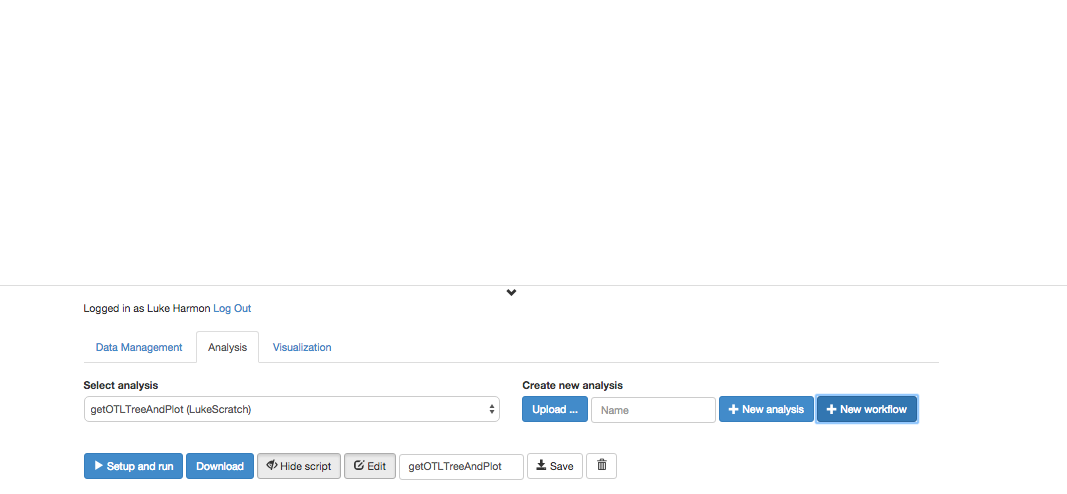 Logged in as Luke Harmon Log Out
Data Management Analysis Visualization
Select analysis Create new analysis
getOTLTreeAndPlot (LukeScratch) Upload ... Name New analysis New workflow
Setup and run Download Hide script Edit getOTLTreeAndPlot Save